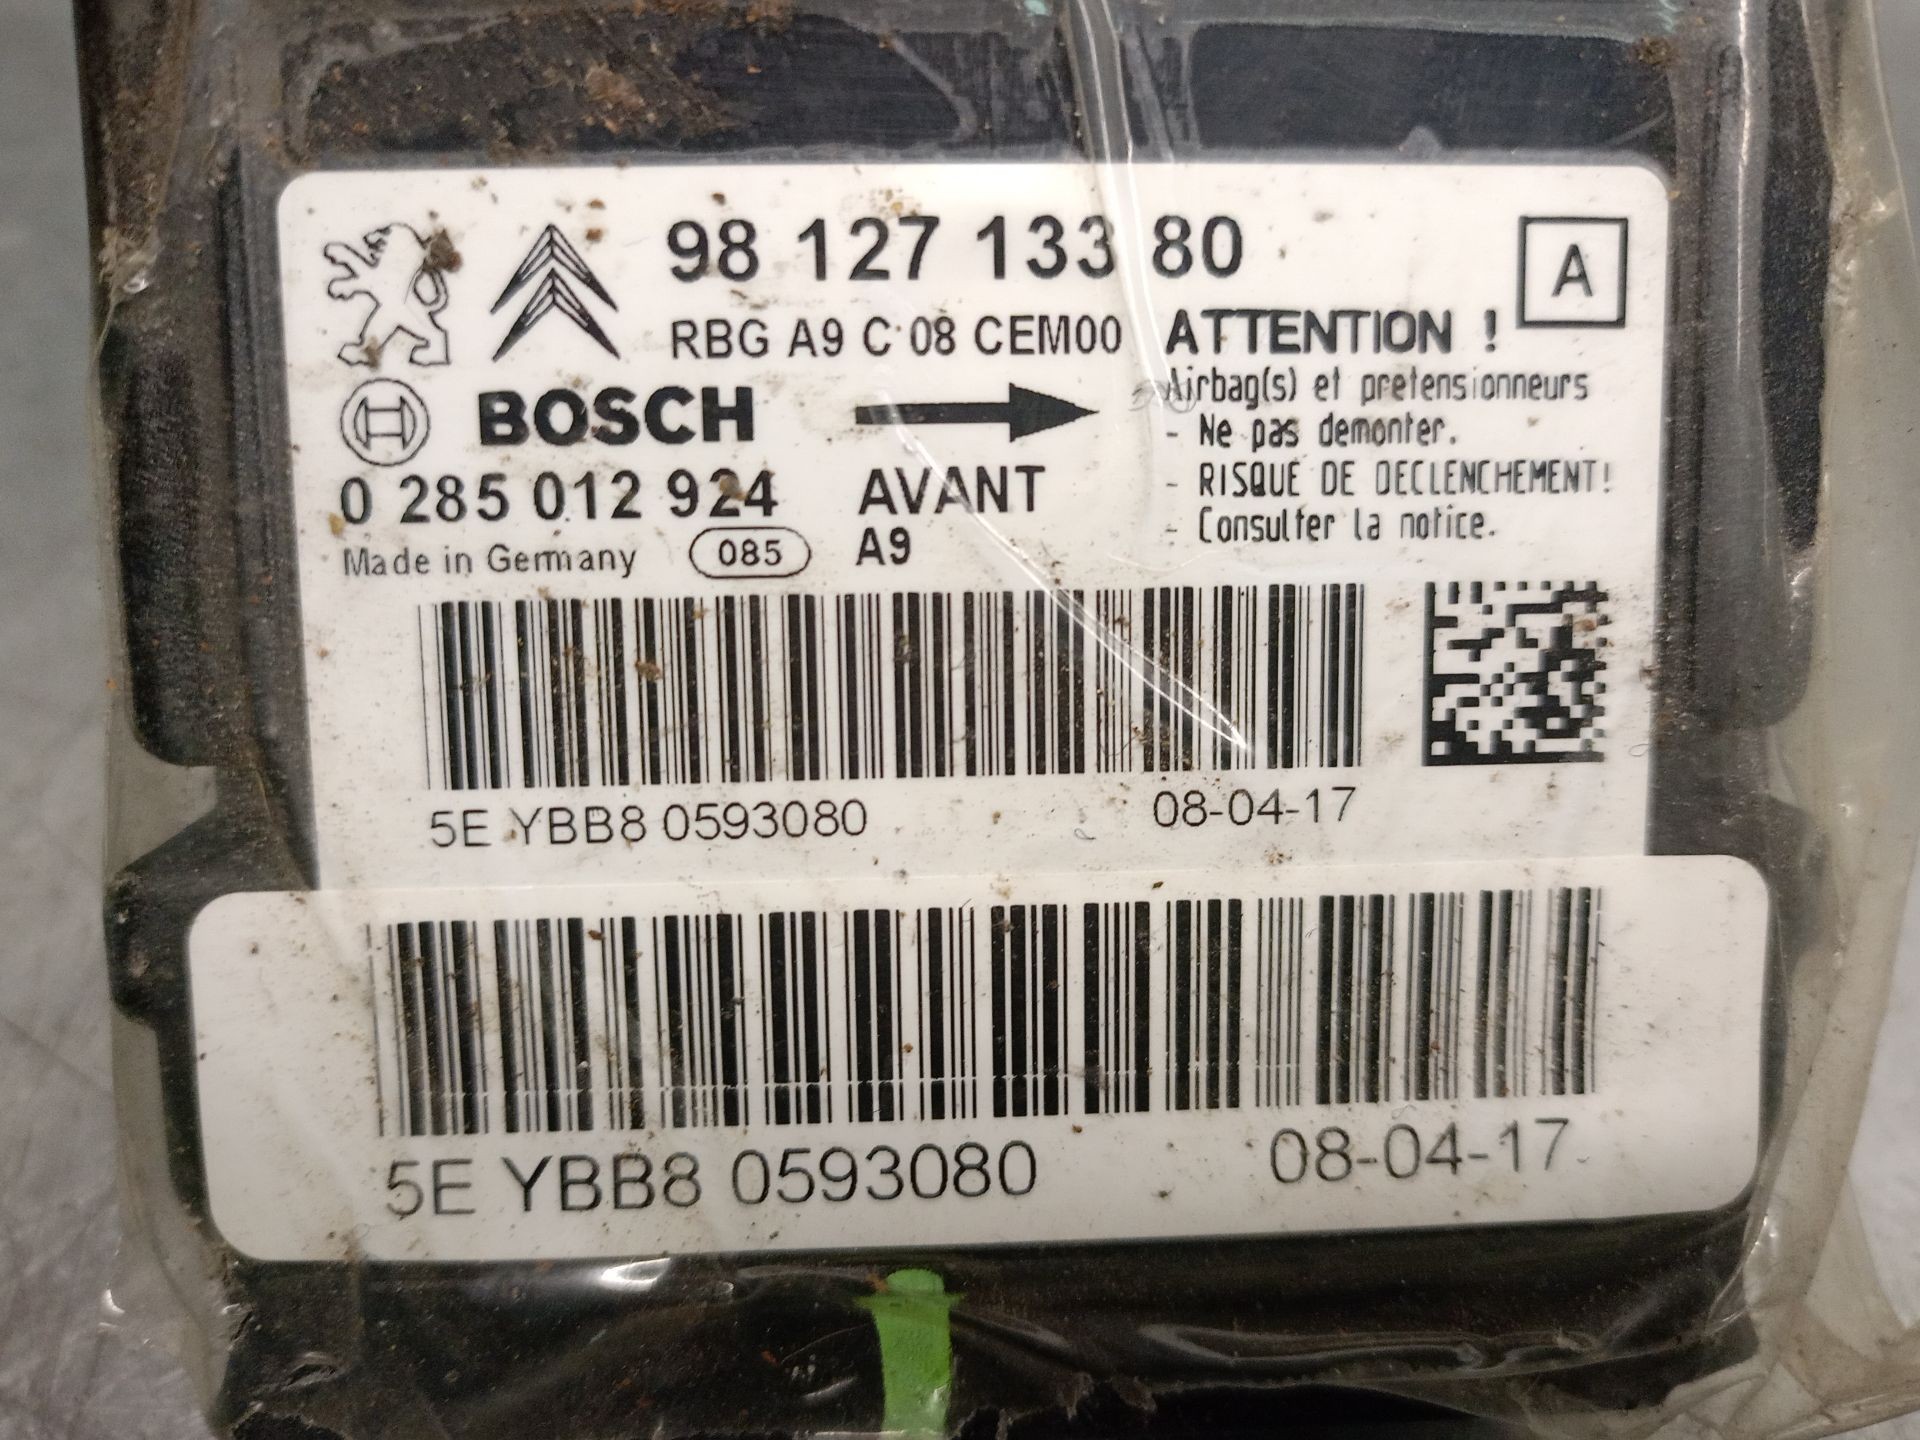 98 127 133 80
A
RBG A9 C 08 CEM00
ATTENTION !
Airbag(s) et pretensionneurs
- Ne pas demonter.
- RISQUE DE DECLENCHEMENT!
- Consulter la notice.
BOSCH
0 285 012 924
AVANT
Made in Germany
085
A9
5E YBB8 0593080
08-04-17
5E YBB8 0593080
08-04-17